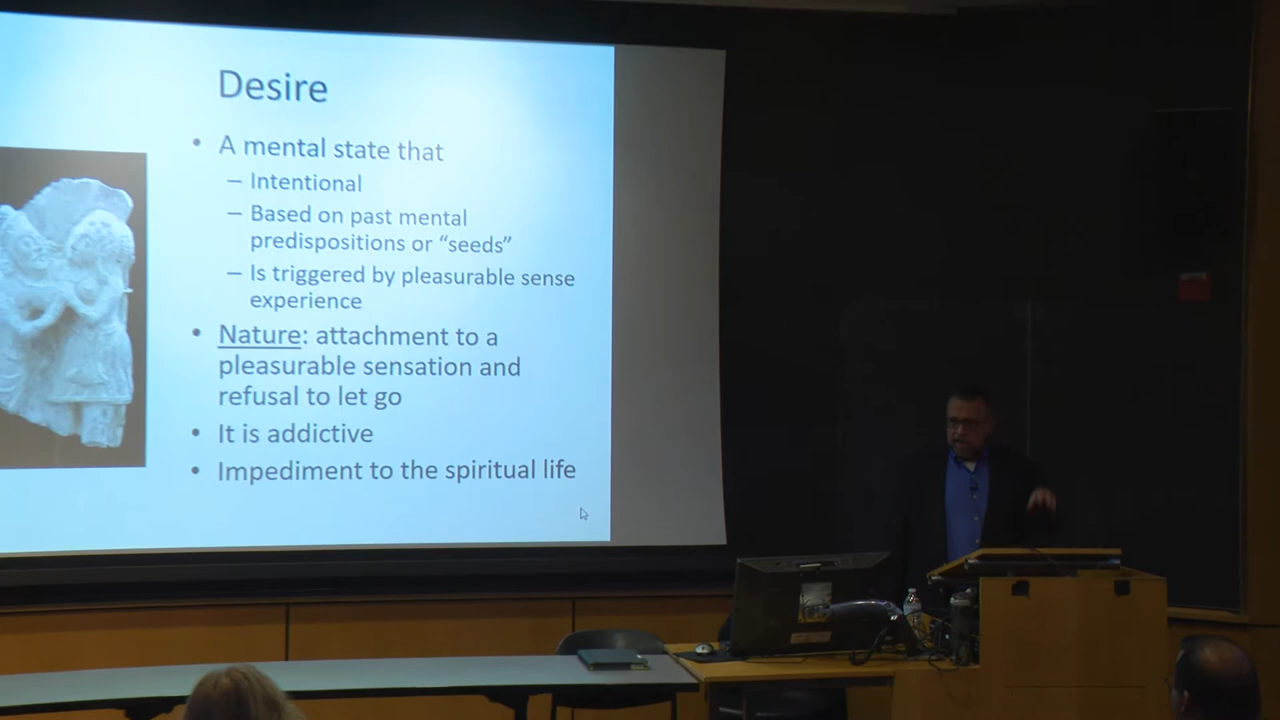 Desire
• A mental state that
– Intentional
– Based on past mental
predispositions or “seeds”
– Is triggered by pleasurable sense
experience
• Nature: attachment to a
pleasurable sensation and
refusal to let go
• It is addictive
• Impediment to the spiritual life